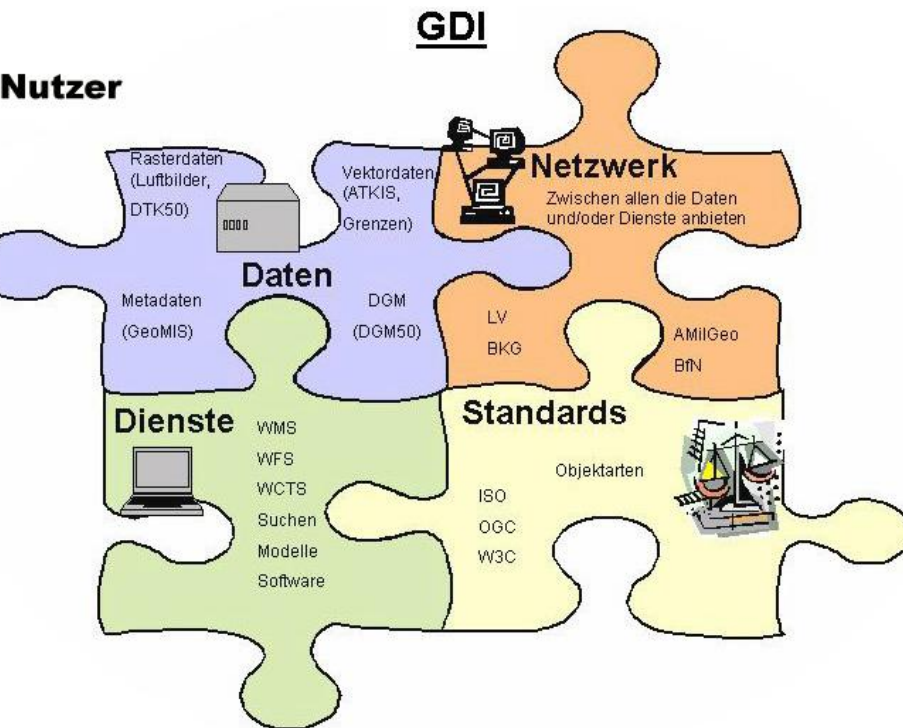 GDI
Nutzer
Rasterdaten
(Luftbilder,
DTK50)
Vektordaten
(ATKIS,
Grenzen)
Daten
Metadaten
(GeoMIS)
DGM
(DGM50)
Netzwerk
Zwischen allen die Daten
und/oder Dienste anbieten
LV
BKG
AMilGeo
BfN
Dienste
WMS
WFS
WCTS
Suchen
Modelle
Software
Standards
Objektarten
ISO
OGC
W3C